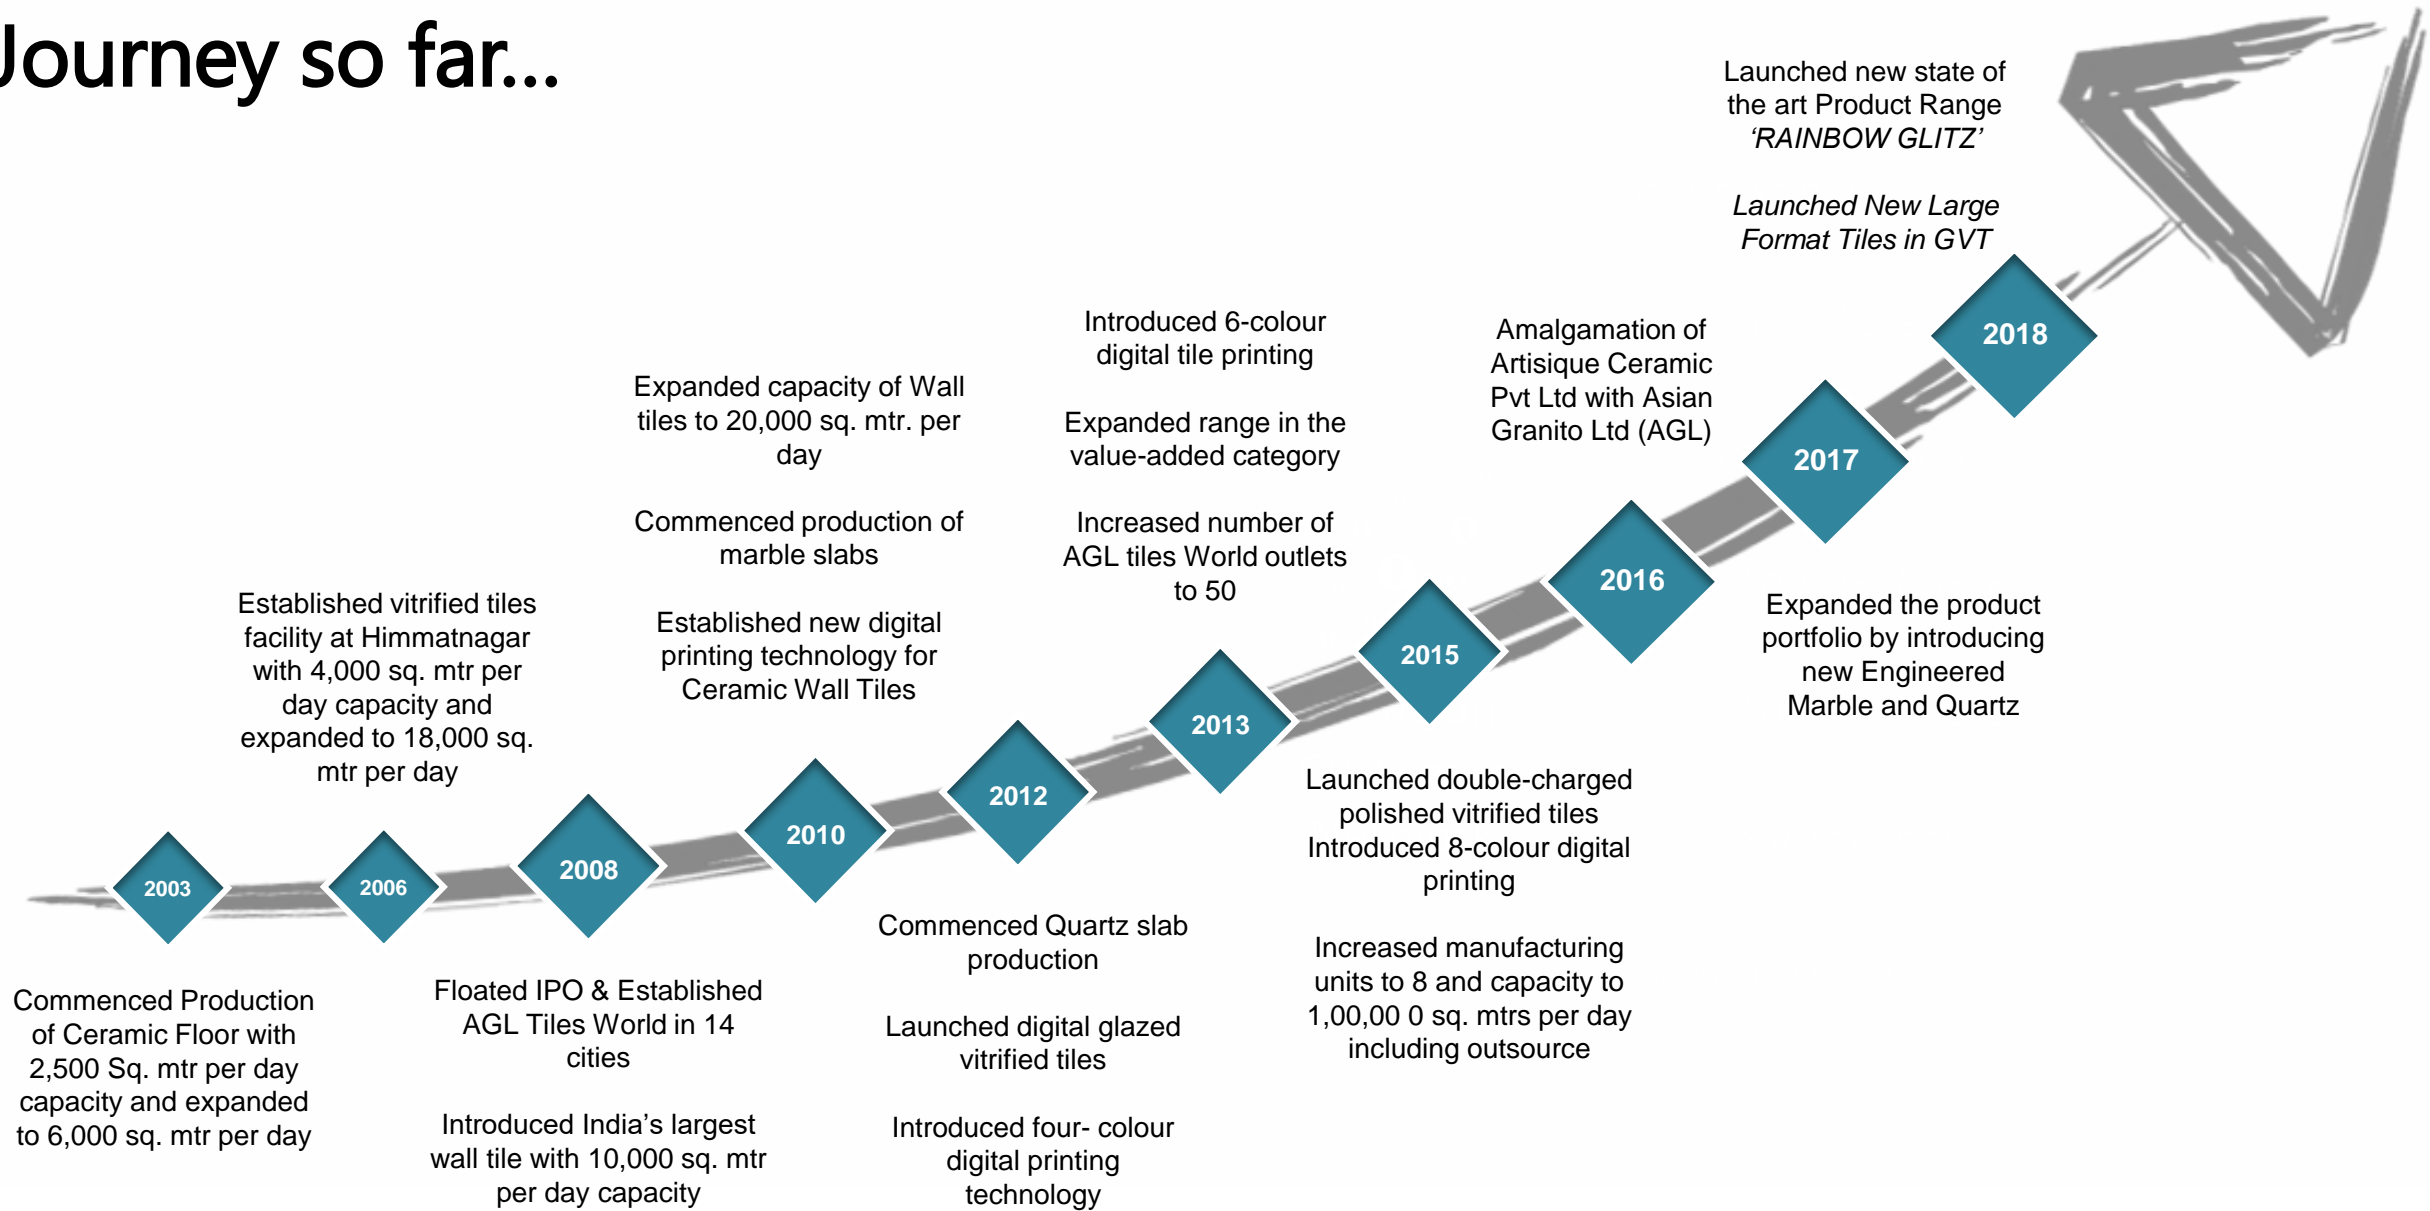 Journey so far...
Launched new state of
the art Product Range
‘RAINBOW GLITZ’
Launched New Large
Format Tiles in GVT
2018
Amalgamation of
Artisique Ceramic
Pvt Ltd with Asian
Granito Ltd (AGL)
2017
Introduced 6-colour
digital tile printing
Expanded range in the
value-added category
Increased number of
AGL tiles World outlets
to 50
2016
Expanded the product
portfolio by introducing
new Engineered
Marble and Quartz
Expanded capacity of Wall
tiles to 20,000 sq. mtr. per
day
Commenced production of
marble slabs
Established new digital
printing technology for
Ceramic Wall Tiles
2015
2013
Established vitrified tiles
facility at Himmatnagar
with 4,000 sq. mtr per
day capacity and
expanded to 18,000 sq.
mtr per day
2012
2010
2008
2006
2003
Launched double-charged
polished vitrified tiles
Introduced 8-colour digital
printing
Increased manufacturing
units to 8 and capacity to
1,00,00 0 sq. mtrs per day
including outsource
Commenced Quartz slab
production
Launched digital glazed
vitrified tiles
Introduced four- colour
digital printing
technology
Floated IPO & Established
AGL Tiles World in 14
cities
Introduced India’s largest
wall tile with 10,000 sq. mtr
per day capacity
Commenced Production
of Ceramic Floor with
2,500 Sq. mtr per day
capacity and expanded
to 6,000 sq. mtr per day